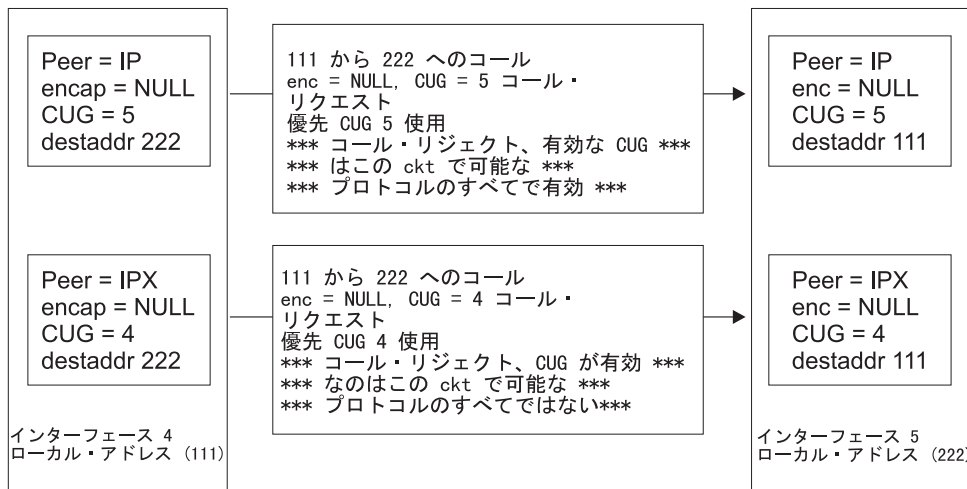 Peer = IP
encap = NULL
CUG = 5
destaddr 222
111 から 222 へのコール
enc = NULL, CUG = 5 コール・
リクエスト
優先 CUG 5 使用
*** コール・リジェクト、有効な CUG ***
*** はこの ckt で可能な ***
*** プロトコルのすべてで有効 ***
Peer = IP
enc = NULL
CUG = 5
destaddr 111
Peer = IPX
encap = NULL
CUG = 4
destaddr 222
111 から 222 へのコール
enc = NULL, CUG = 4 コール・
リクエスト
優先 CUG 4 使用
*** コール・リジェクト、CUG が有効 ***
*** なのはこの ckt で可能な ***
*** プロトコルのすべてではない***
Peer = IPX
enc = NULL
CUG = 4
destaddr 111
インターフェース 4
ローカル・アドレス (111)
インターフェース 5
ローカル・アドレス (222)